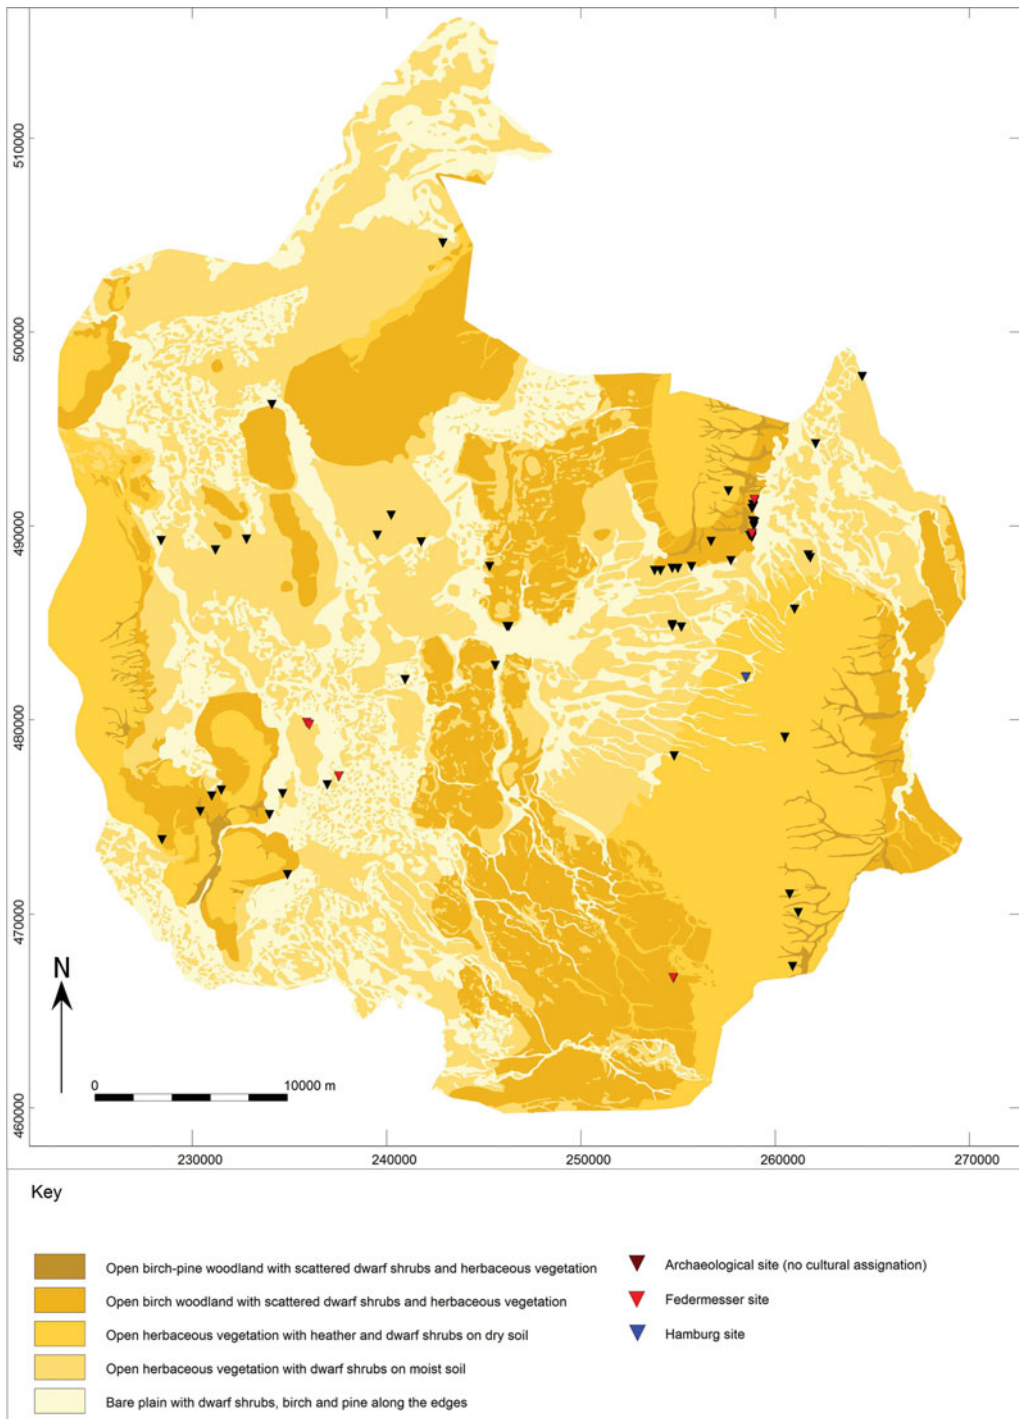 510000
500000
490000
480000
470000
460000
N
0 10000 m
230000 240000 250000 260000 270000
Key
Open birch-pine woodland with scattered dwarf shrubs and herbaceous vegetation
Open birch woodland with scattered dwarf shrubs and herbaceous vegetation
Open herbaceous vegetation with heather and dwarf shrubs on dry soil
Open herbaceous vegetation with dwarf shrubs on moist soil
Bare plain with dwarf shrubs, birch and pine along the edges
Archaeological site (no cultural assignation)
Federmesser site
Hamburg site